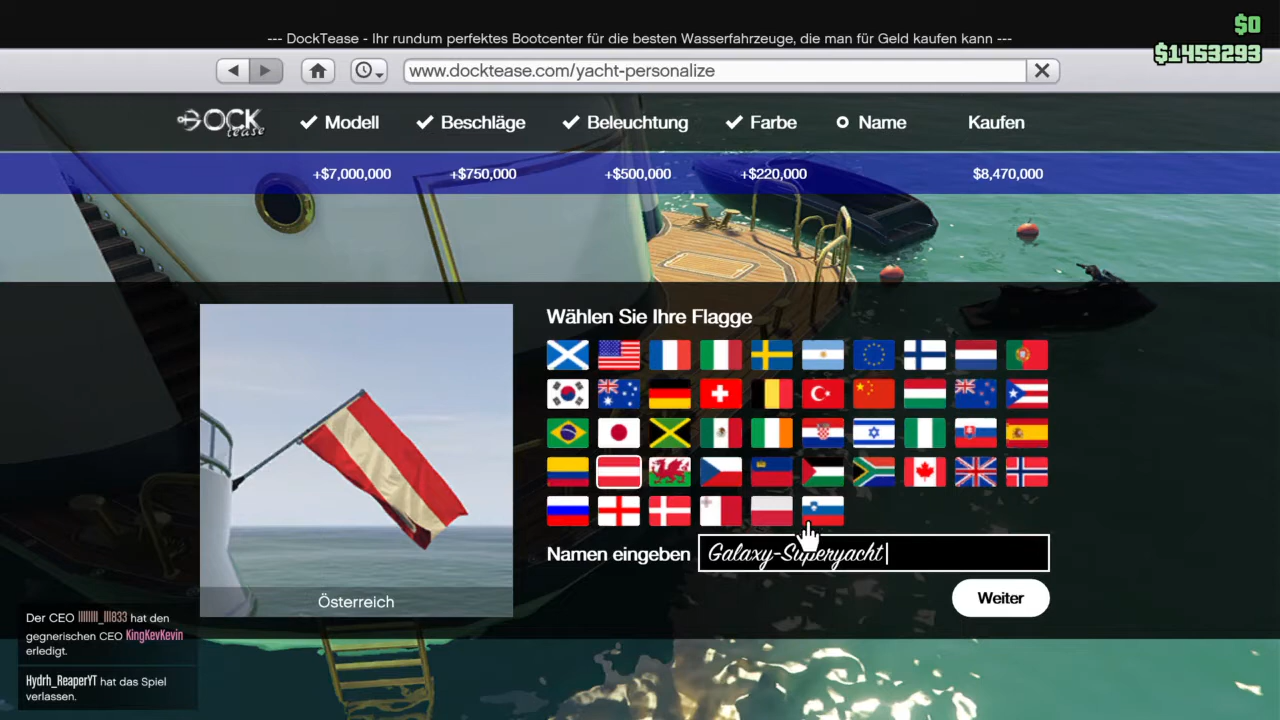 $0
$1453293
--- DockTease - Ihr rundum perfektes Bootcenter für die besten Wasserfahrzeuge, die man für Geld kaufen kann ---
www.docktease.com/yacht-personalize
DOCK tease Modell Beschläge Beleuchtung Farbe Name Kaufen
+$7,000,000 +$750,000 +$500,000 +$220,000 $8,470,000
Wählen Sie Ihre Flagge
Österreich
Namen eingeben Galaxy-Superyacht
Weiter
Der CEO llllllll_lll833 hat den
gegnerischen CEO KingKevKevin
erledigt.
Hydrh_ReaperYT hat das Spiel
verlassen.